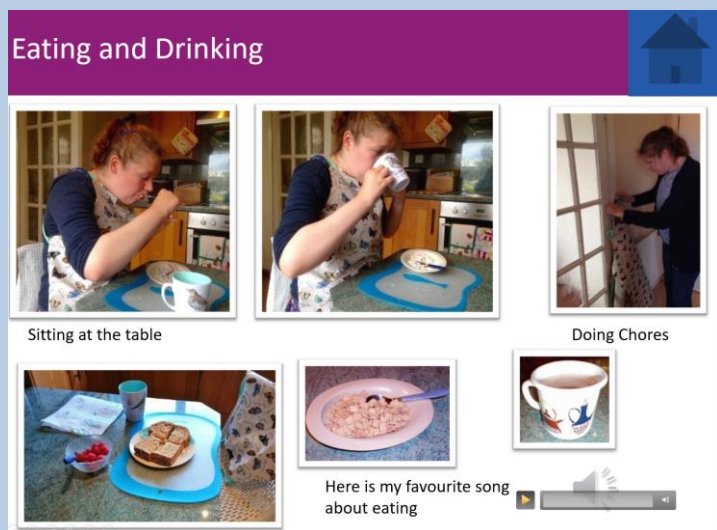 Eating and Drinking
Sitting at the table
Doing Chores
Here is my favourite song
about eating